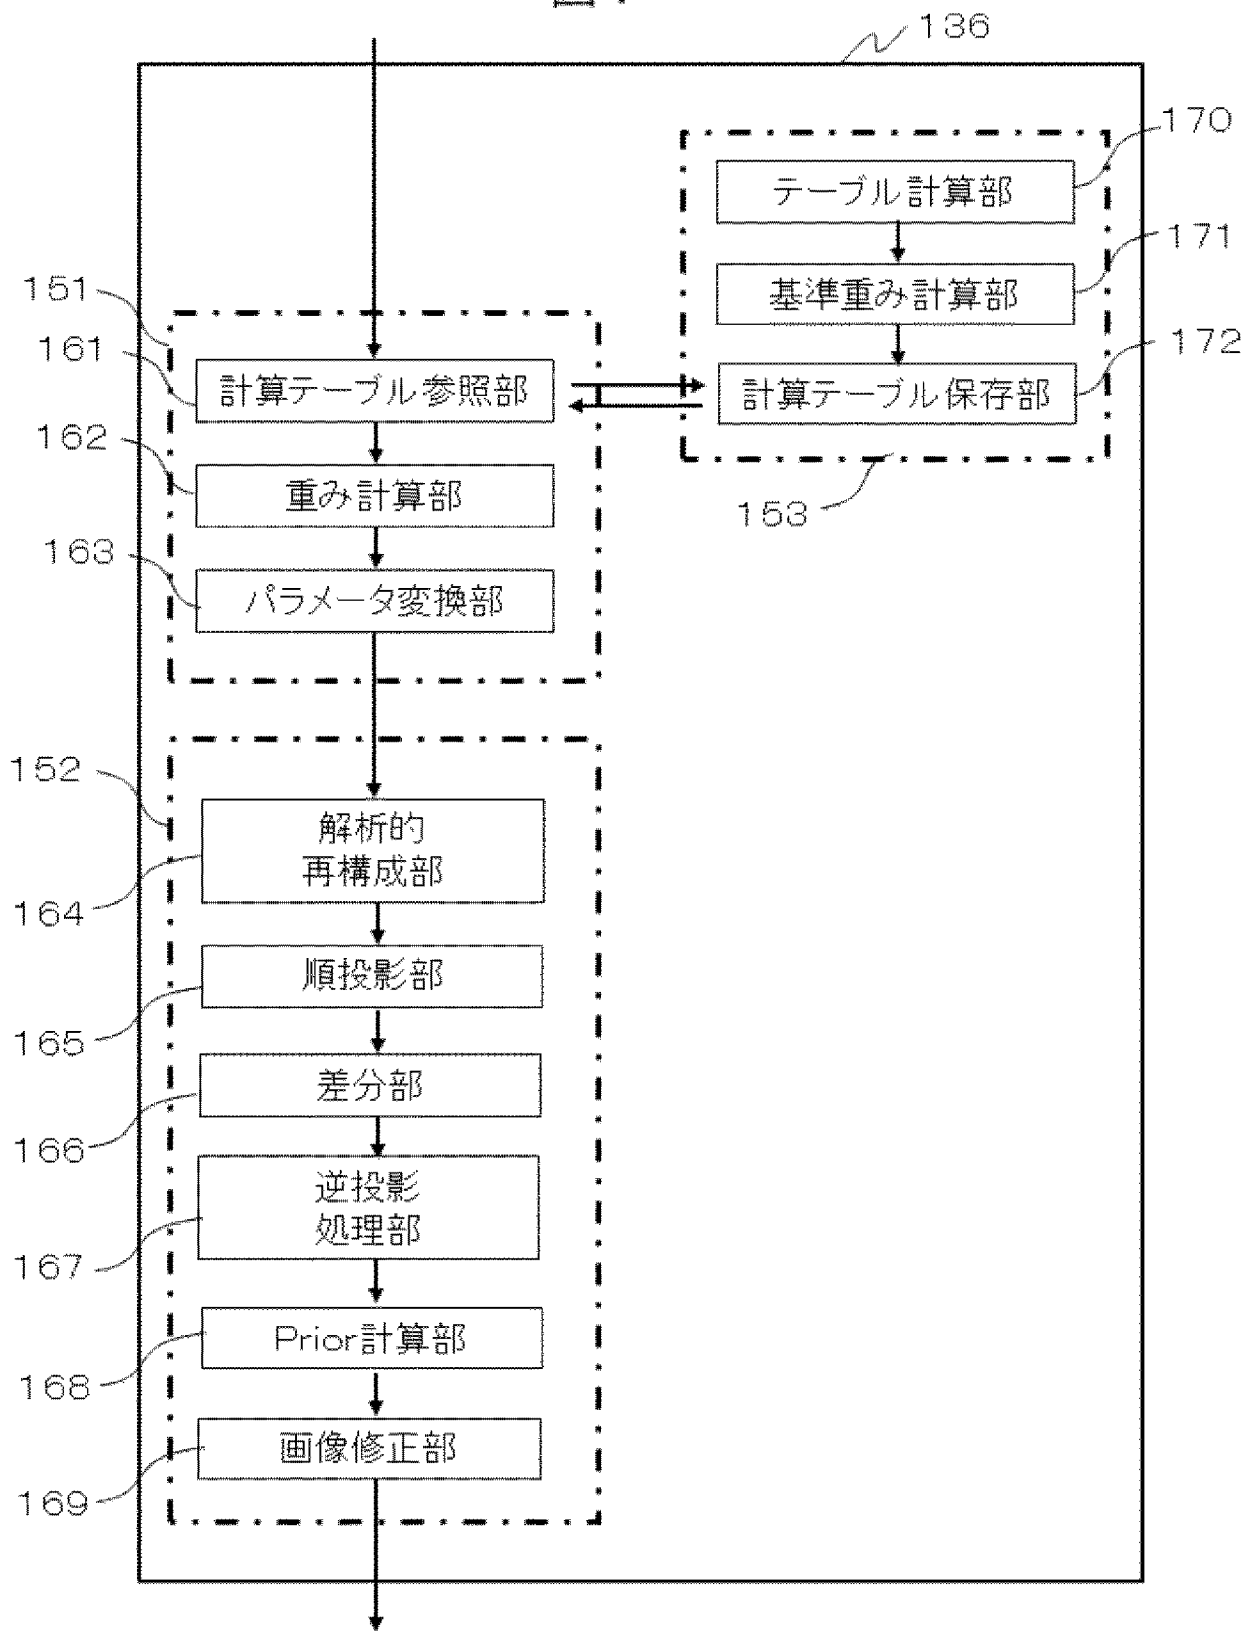 136
170
テーブル計算部
171
基準重み計算部
151
161
172
計算テーブル参照部
計算テーブル保存部
162
重み計算部
153
163
パラメータ変換部
152
解析的
再構成部
164
順投影部
165
差分部
166
逆投影
処理部
167
Prior計算部
168
画像修正部
169